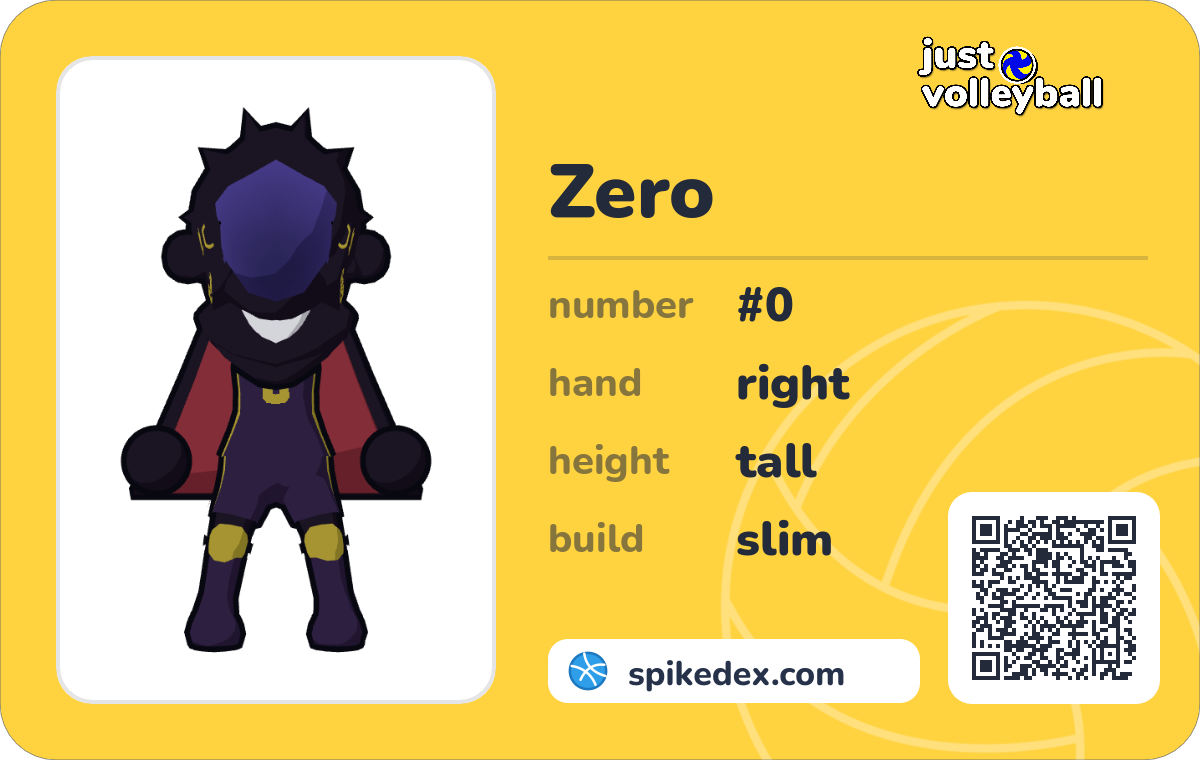 just
volleyball
Zero
number #0
hand right
height tall
build slim
spikedex.com